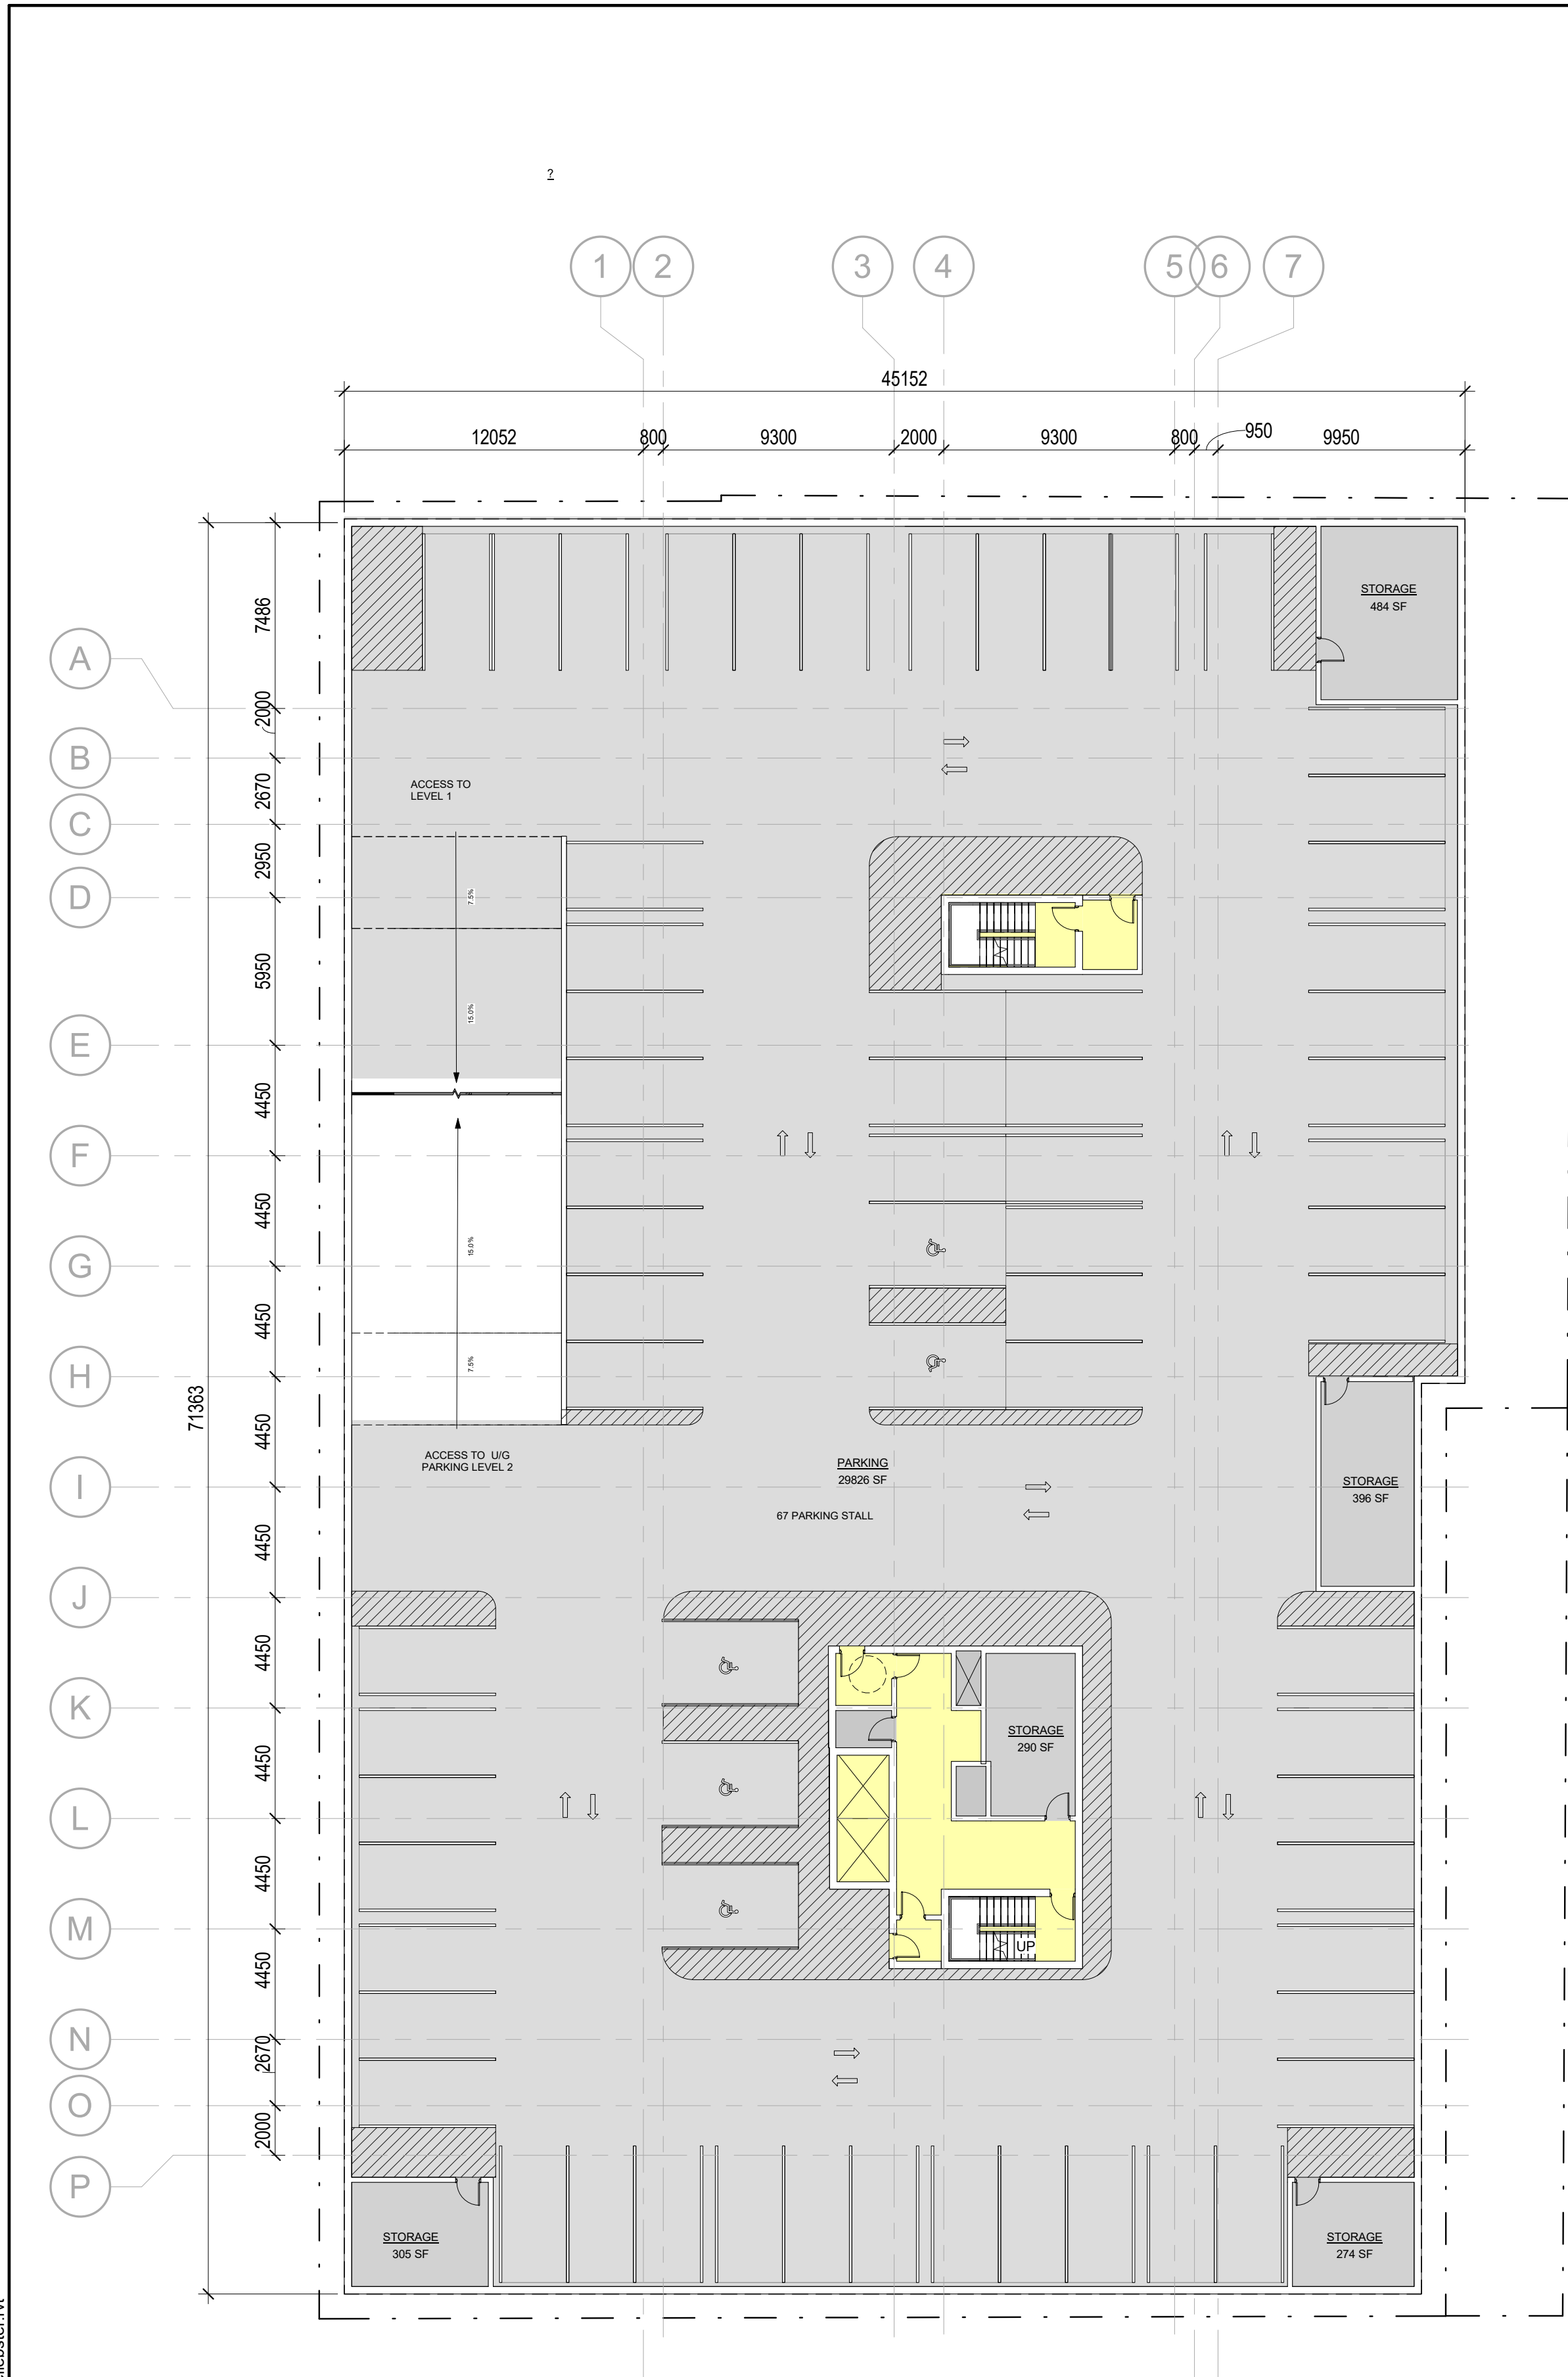 ?
1 2 3 4 5 6 7
45152
12052 800 9300 2000 9300 800 950 9950
71363
7486
A
2000
B
2670
C
2950
D
5950
E
4450
F
4450
G
4450
H
4450
I
4450
J
4450
K
4450
L
4450
M
4450
N
2670
O
2000
P
STORAGE
484 SF
ACCESS TO
LEVEL 1
7.5%
15.0%
15.0%
7.5%
ACCESS TO U/G
PARKING LEVEL 2
PARKING
29826 SF
67 PARKING STALL
STORAGE
396 SF
STORAGE
290 SF
UP
STORAGE
305 SF
STORAGE
274 SF